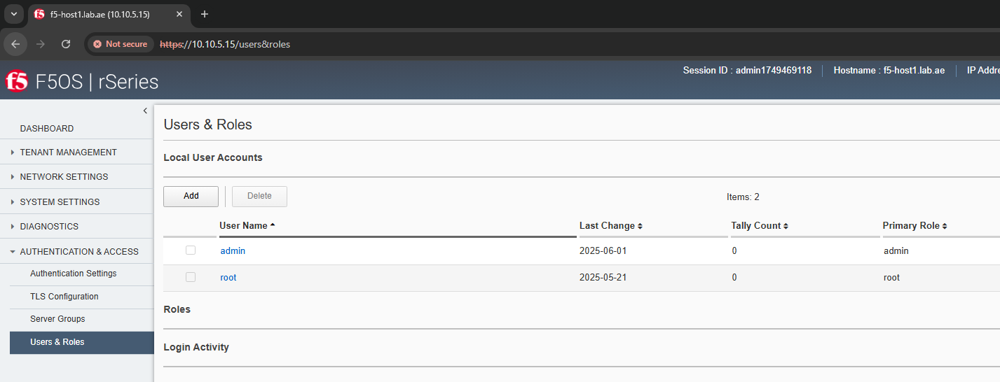 f5-host1.lab.ae (10.10.5.15)
Not secure https://10.10.5.15/users&roles
f5 F5OS | rSeries
Session ID : admin1749469118 Hostname : f5-host1.lab.ae IP Addre
DASHBOARD
TENANT MANAGEMENT
NETWORK SETTINGS
SYSTEM SETTINGS
DIAGNOSTICS
AUTHENTICATION & ACCESS
Authentication Settings
TLS Configuration
Server Groups
Users & Roles
Users & Roles
Local User Accounts
Add Delete Items: 2
User Name Last Change Tally Count Primary Role
admin 2025-06-01 0 admin
root 2025-05-21 0 root
Roles
Login Activity